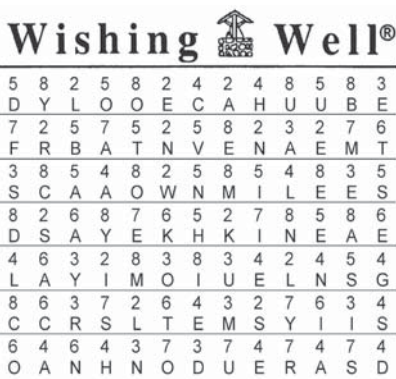 Wishing Well®
5 8 2 5 8 2 4 2 4 8 5 8 3
D Y L O O E C A H U U B E
7 2 5 7 5 2 5 8 2 3 2 7 6
F R B A T N V E N A E M T
3 8 5 4 8 2 5 8 5 4 8 3 5
S C A A O W N M I L E E S
8 2 6 8 7 6 5 2 7 8 5 8 6
D S A Y E K H K I N E A E
4 6 3 2 8 3 8 3 4 2 4 5 4
L A Y I M O I U E L N S G
8 6 3 7 2 6 4 3 2 7 6 3 4
C C R S L T E M S Y I I S
6 4 6 4 3 7 3 7 4 7 4 7 4
O A N H N O D U E R A S D